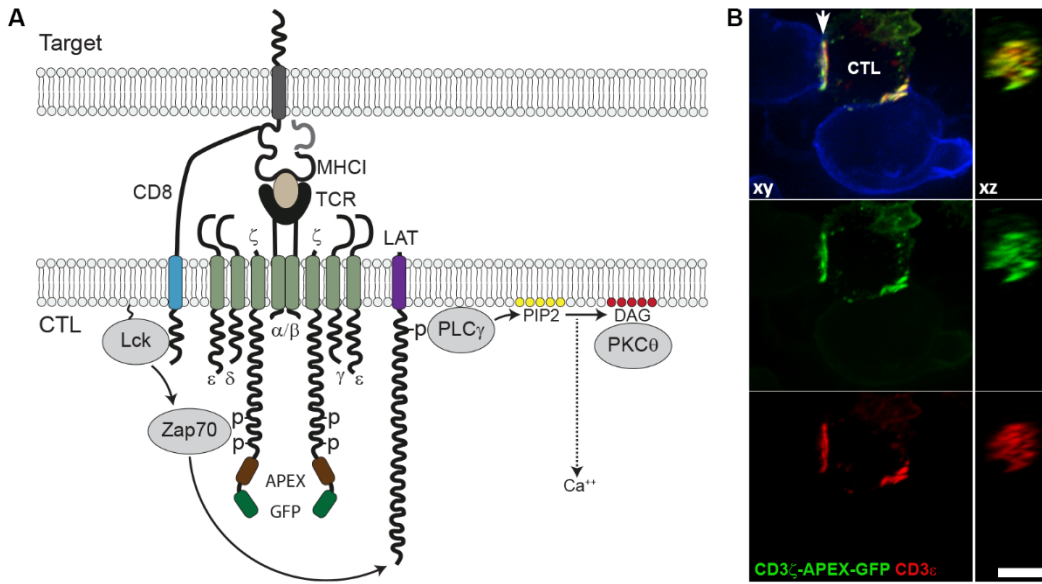 A
Target
CD8
MHCI
TCR
ζ ζ
LAT
CTL
Lck
α/β
ε δ γ ε
p PLCγ
PIP2
DAG
PKCθ
Zap70
p p
p p
APEX
GFP
Ca++
B
CTL
xy
xz
CD3ζ-APEX-GFP CD3ε